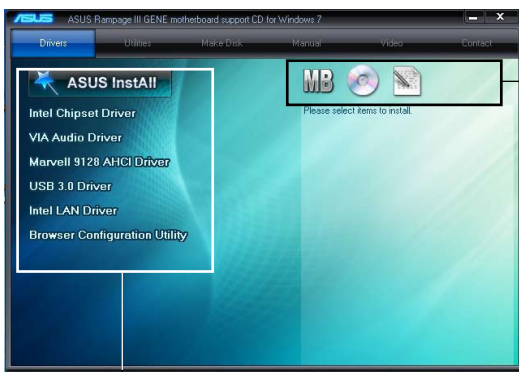 ASUS ASUS Rampage III GENE motherboard support CD for Windows 7
Drivers Utilities Make Disk Manual Video Contact
ASUS InstAll MB
Intel Chipset Driver Please select items to install.
VIA Audio Driver
Marvell 9128 AHCI Driver
USB 3.0 Driver
Intel LAN Driver
Browser Configuration Utility